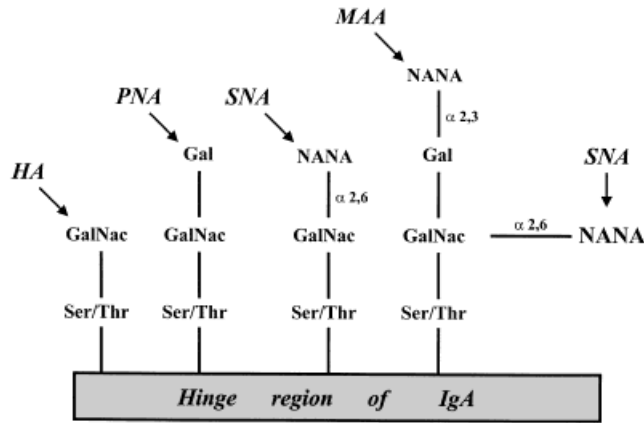 MAA
NANA
PNA SNA
α 2,3
Gal NANA Gal SNA
HA
α 2,6
GalNac GalNac GalNac GalNac α 2,6 NANA
Ser/Thr Ser/Thr Ser/Thr Ser/Thr
Hinge region of IgA